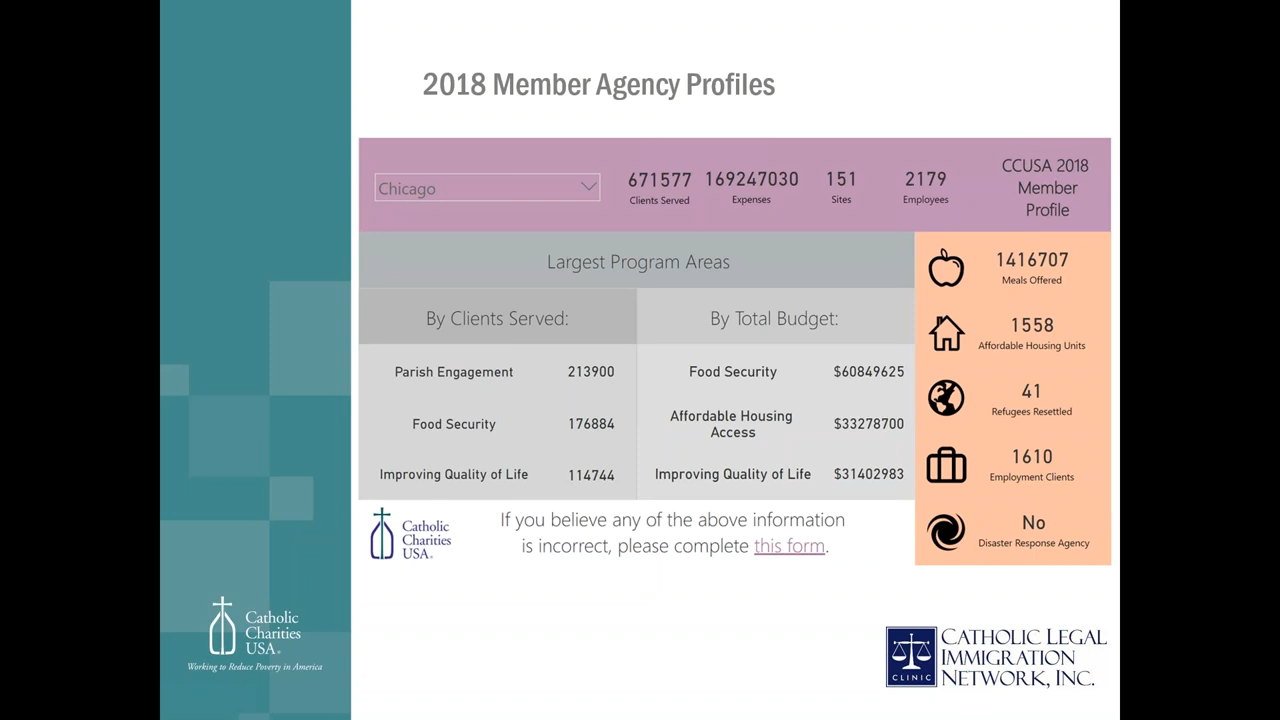 2018 Member Agency Profiles
Chicago
671577
Clients Served
169247030
Expenses
151
Sites
2179
Employees
CCUSA 2018
Member
Profile
Largest Program Areas
By Clients Served:
By Total Budget:
Parish Engagement 213900
Food Security 176884
Improving Quality of Life 114744
Food Security $60849625
Affordable Housing
Access $33278700
Improving Quality of Life $31402983
1416707
Meals Offered
1558
Affordable Housing Units
41
Refugees Resettled
1610
Employment Clients
No
Disaster Response Agency
Catholic
Charities
USA®
If you believe any of the above information
is incorrect, please complete this form.
Catholic
Charities
USA®
Working to Reduce Poverty in America
CLINIC
CATHOLIC LEGAL
IMMIGRATION
NETWORK, INC.